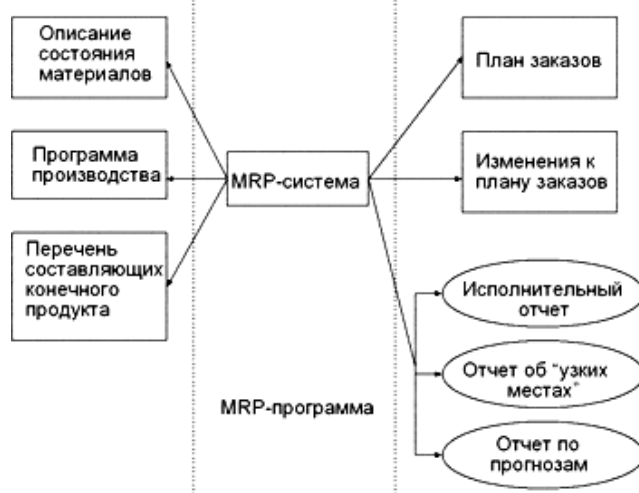 Описание
состояния
материалов
Программа
производства
Перечень
составляющих
конечного
продукта
MRP-система
MRP-программа
План заказов
Изменения к
плану заказов
Исполнительный
отчет
Отчет об “узких
местах”
Отчет по
прогнозам